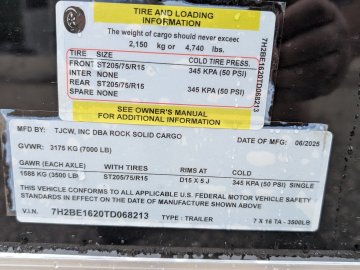 TIRE AND LOADING
INFORMATION
The weight of cargo should never exceed
2,150 kg or 4,740 lbs.
TIRE SIZE COLD TIRE PRESS.
FRONT ST205/75/R15 345 KPA (50 PSI)
INTER NONE
REAR ST205/75/R15 345 KPA (50 PSI)
SPARE NONE
7H2BE1620TD068213
SEE OWNER'S MANUAL
FOR ADDITIONAL INFORMATION
MFD BY: TJCW, INC DBA ROCK SOLID CARGO DATE OF MANUF: 06/2025
GVWR: 3175 KG (7000 LB)
GAWR (EACH AXLE) WITH TIRES RIMS AT COLD
1588 KG (3500 LB) ST205/75/R15 D15 X 5 J 345 KPA (50 PSI) SINGLE
THIS VEHICLE CONFORMS TO ALL APPLICABLE U.S. FEDERAL MOTOR VEHICLE SAFETY
STANDARDS IN EFFECT ON THE DATE OF MANUFACTURE SHOWN ABOVE
V.I.N. 7H2BE1620TD068213 TYPE: TRAILER 7 X 16 TA - 3500LB